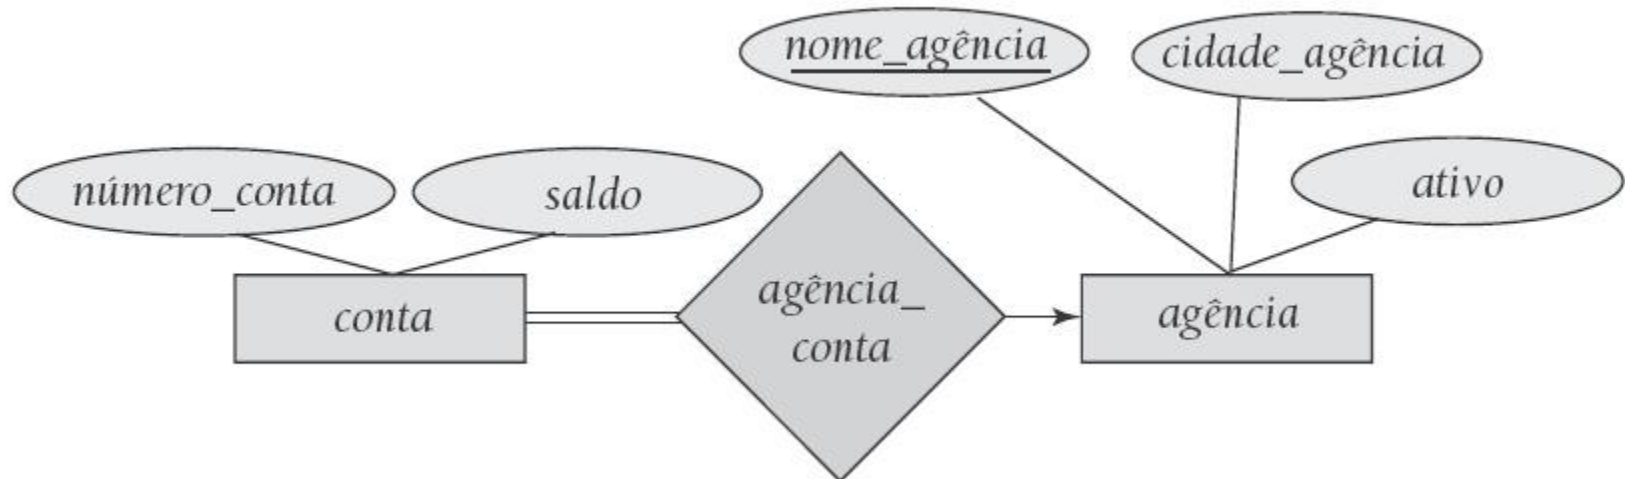 nome_agência
cidade_agência
número_conta
saldo
ativo
conta
agência_
conta
agência